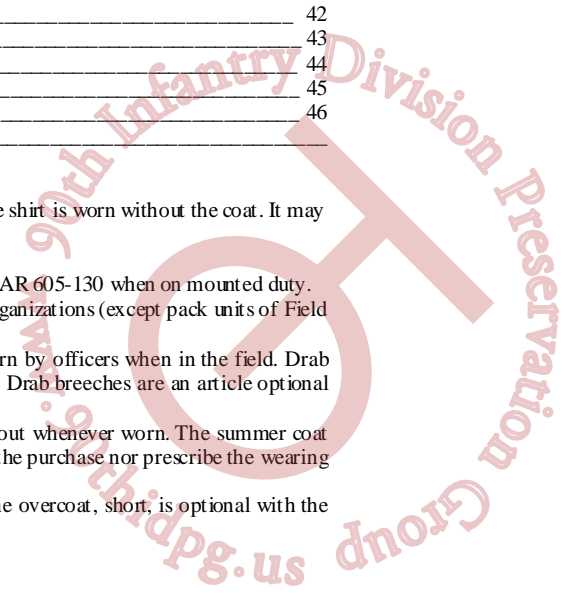 42
43
44
45
46
e shirt is worn without the coat. It may
AR 605-130 when on mounted duty.
ganizations (except pack units of Field
rn by officers when in the field. Drab
Drab breeches are an article optional
out whenever worn. The summer coat
the purchase nor prescribe the wearing
e overcoat, short, is optional with the
90th Infantry Division Preservation Group
www.90thidpg.us